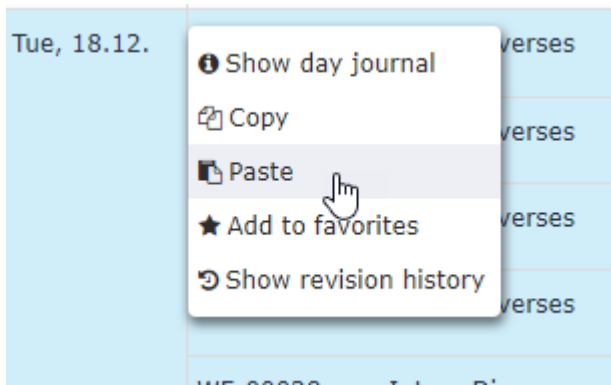 Tue, 18.12.
Show day journal
verses
Copy
verses
Paste
Add to favorites
verses
Show revision history
verses